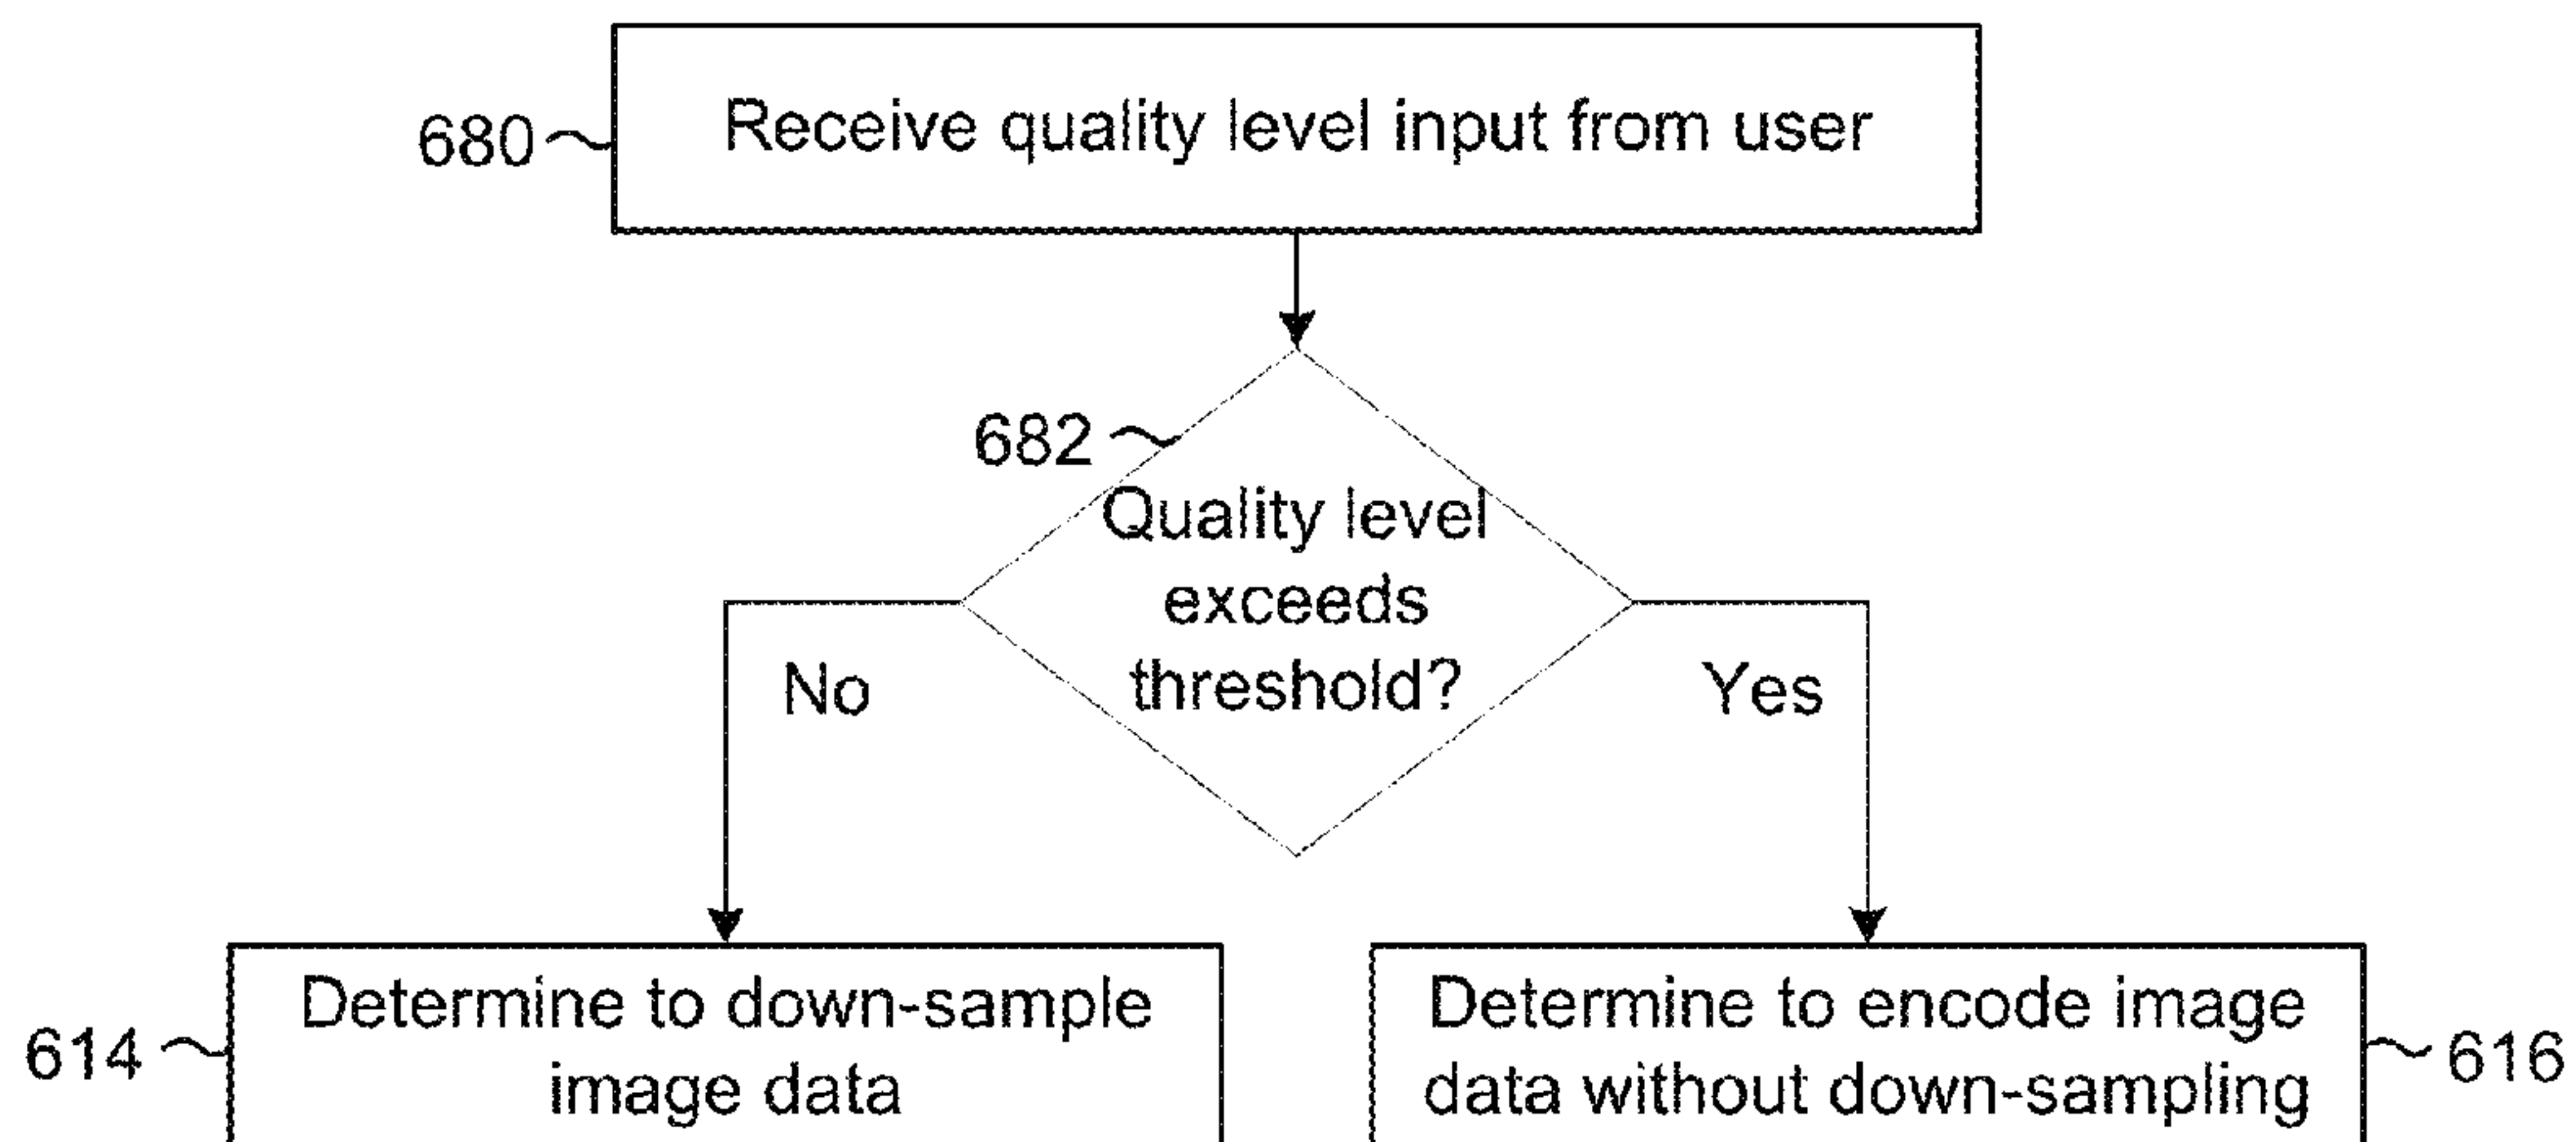 680
Receive quality level input from user
682
Quality level
exceeds
threshold?
No
Yes
614
Determine to down-sample
image data
Determine to encode image
data without down-sampling
616